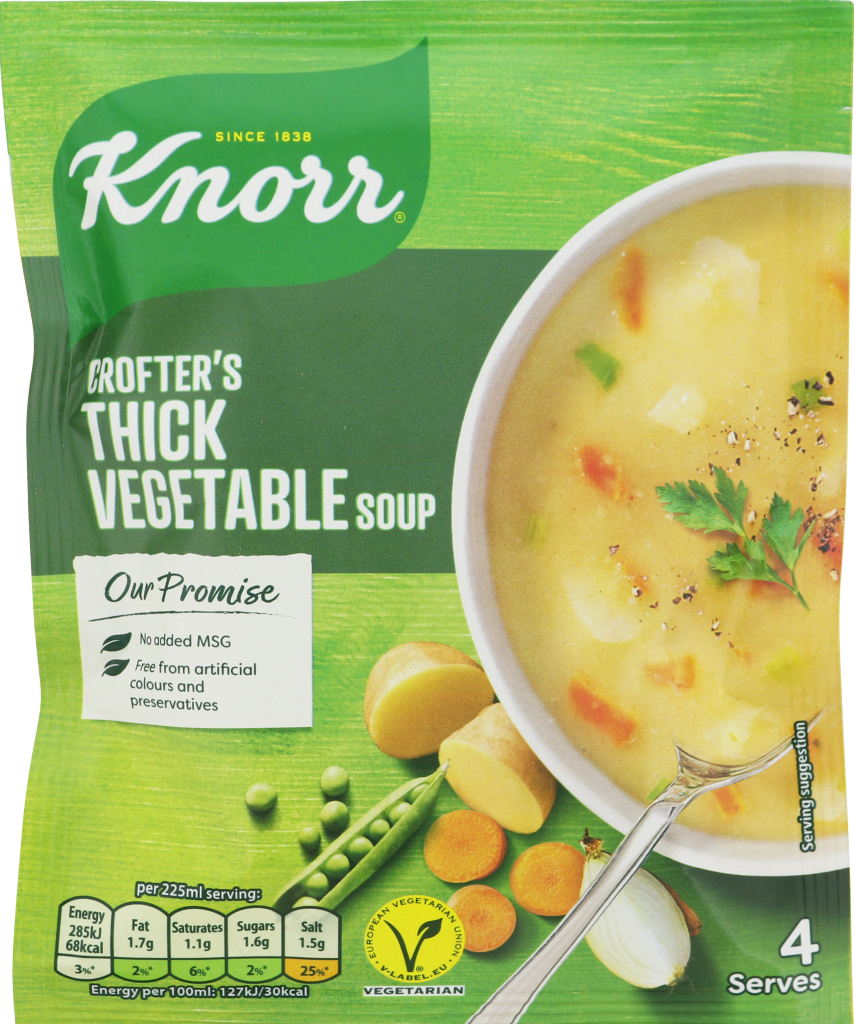 SINCE 1838
Knorr®
CROFTER'S
THICK
VEGETABLE SOUP
Our Promise
No added MSG
Free from artificial
colours and
preservatives
Serving suggestion
per 225ml serving:
Energy
285kJ
68kcal
3%*
Fat
1.7g
2%*
Saturates
1.1g
6%*
Sugars
1.6g
2%*
Salt
1.5g
25%*
Energy per 100ml: 127kJ/30kcal
EUROPEAN VEGETARIAN UNION
V-LABEL.EU
VEGETARIAN
4
Serves